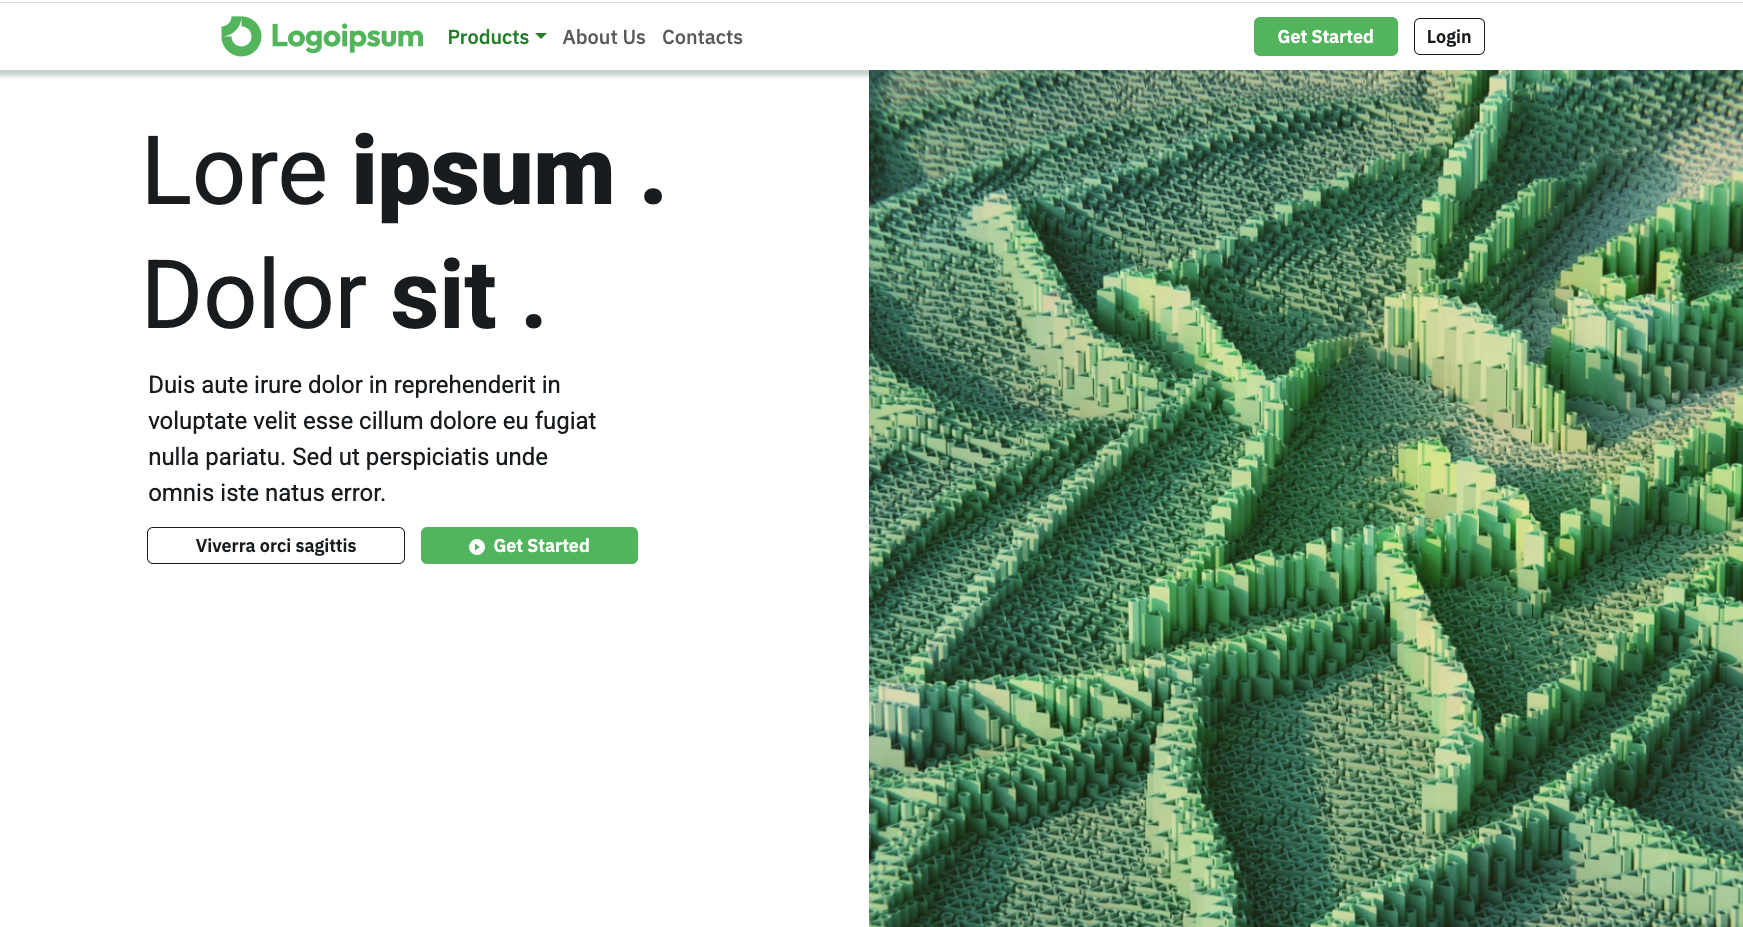 Logoipsum Products About Us Contacts Get Started Login
Lore ipsum .
Dolor sit .
Duis aute irure dolor in reprehenderit in
voluptate velit esse cillum dolore eu fugiat
nulla pariatu. Sed ut perspiciatis unde
omnis iste natus error.
Viverra orci sagittis Get Started